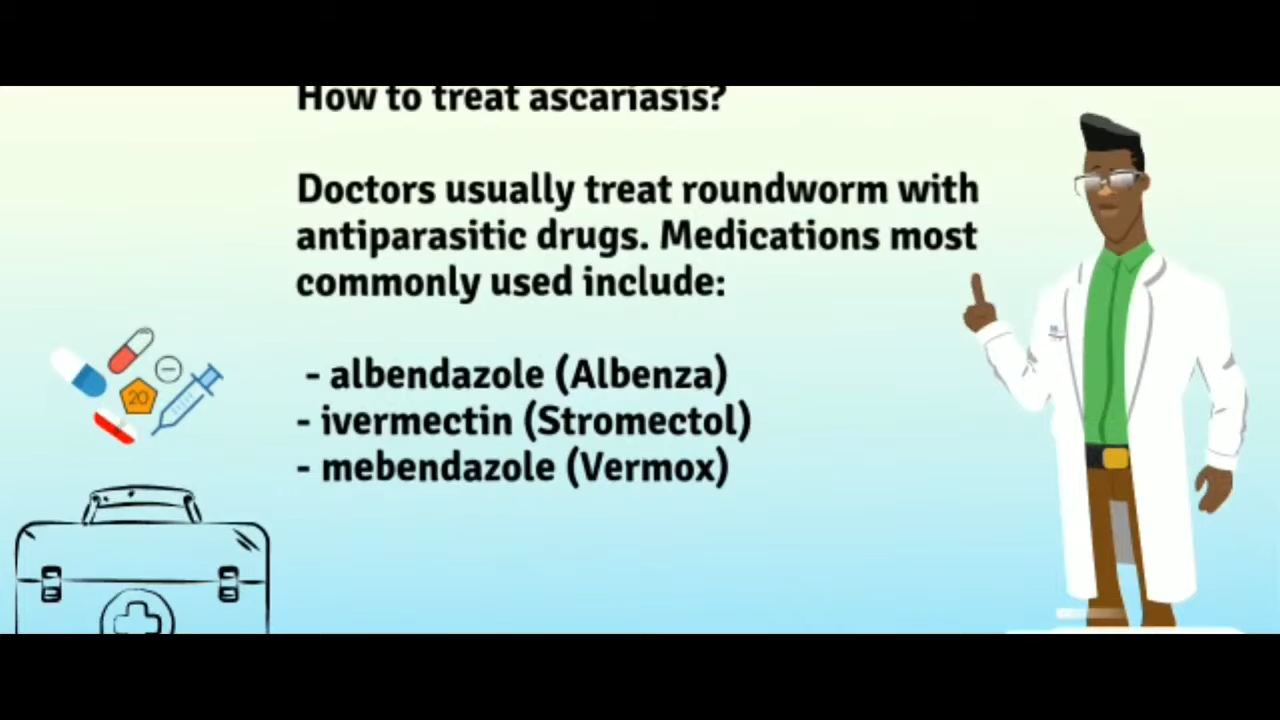 How to treat ascariasis?
Doctors usually treat roundworm with
antiparasitic drugs. Medications most
commonly used include:
- albendazole (Albenza)
- ivermectin (Stromectol)
- mebendazole (Vermox)
20